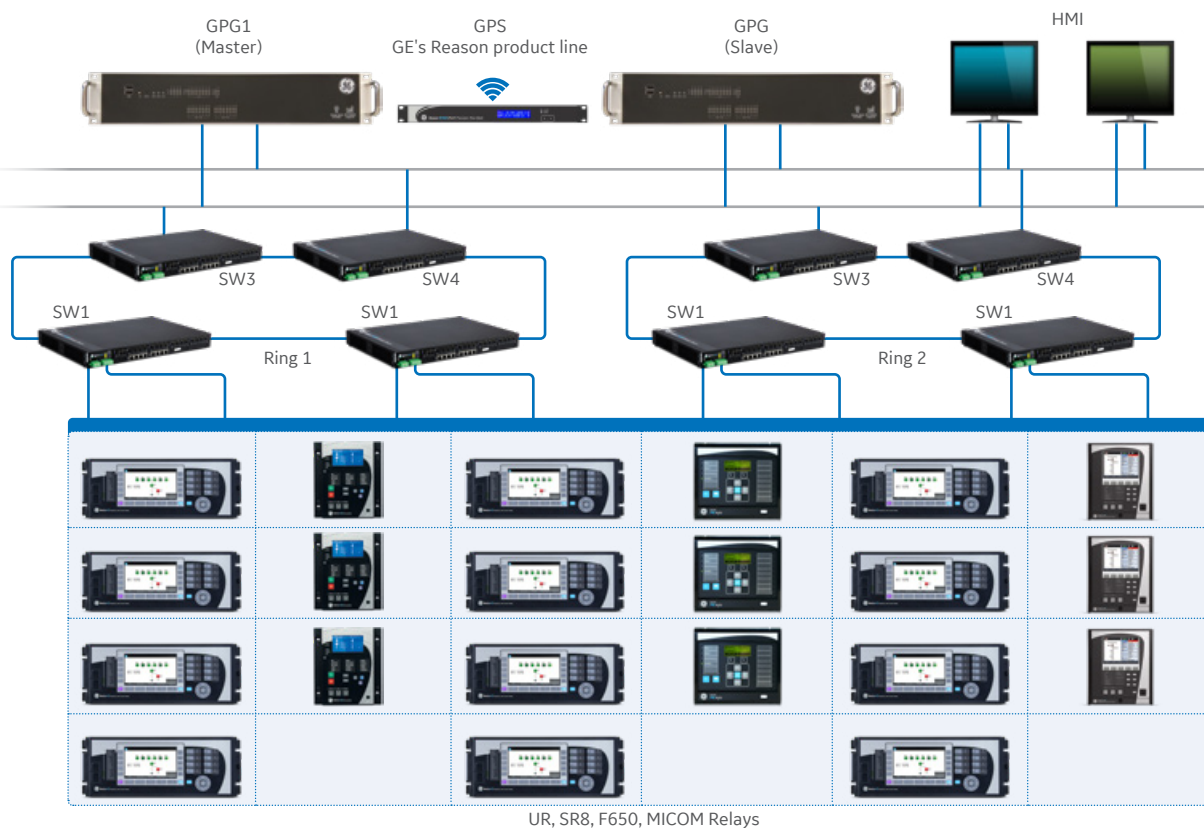 GPG1
(Master)
GPS
GE's Reason product line
GPG
(Slave)
HMI
SW3
SW4
SW3
SW4
SW1
SW1
SW1
SW1
Ring 1
Ring 2
UR, SR8, F650, MICOM Relays